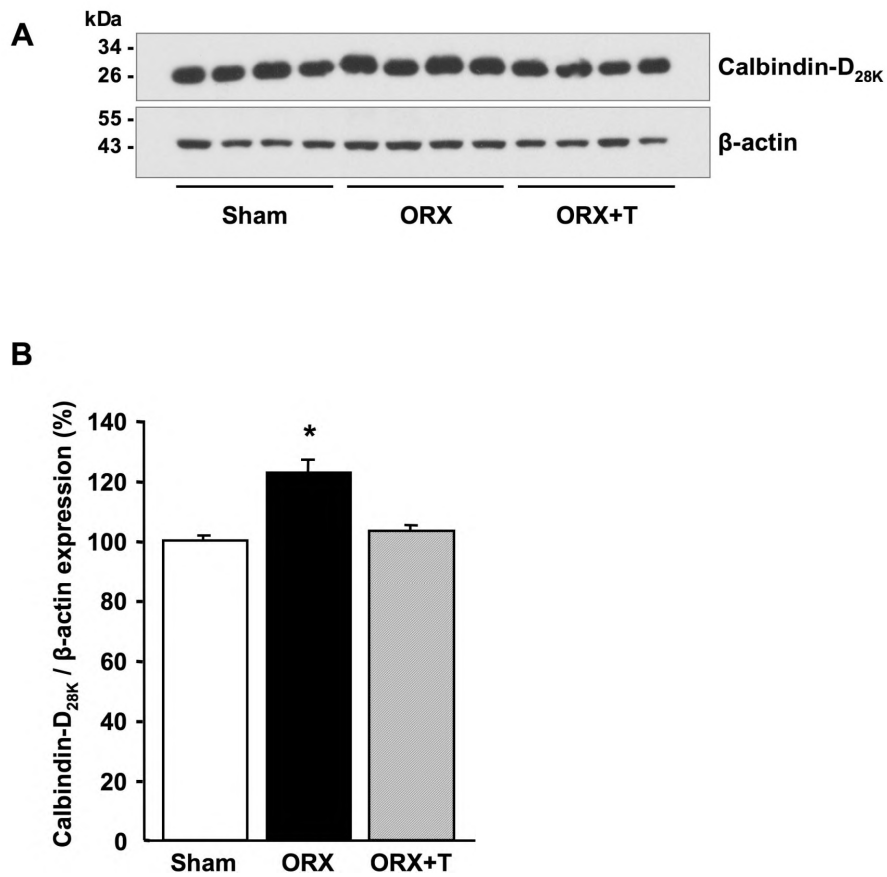 A
kDa
34 -
26 -
Calbindin-D28K
55 -
43 -
β-actin
Sham ORX ORX+T
B
Calbindin-D28K / β-actin expression (%)
140
120
100
80
60
40
20
0
*
Sham ORX ORX+T